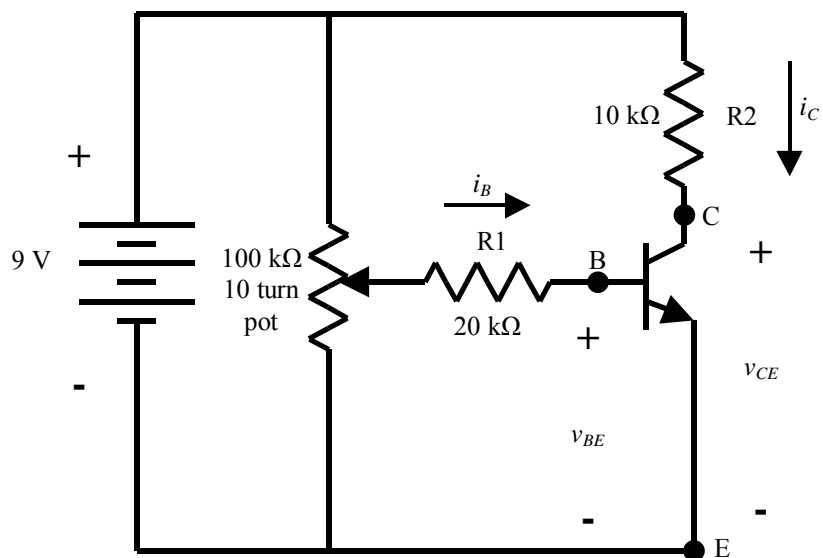 10 kΩ
R2
i_C
+
i_B
C
9 V
100 kΩ
10 turn
pot
R1
B
+
20 kΩ
+
-
v_CE
v_BE
-
-
E